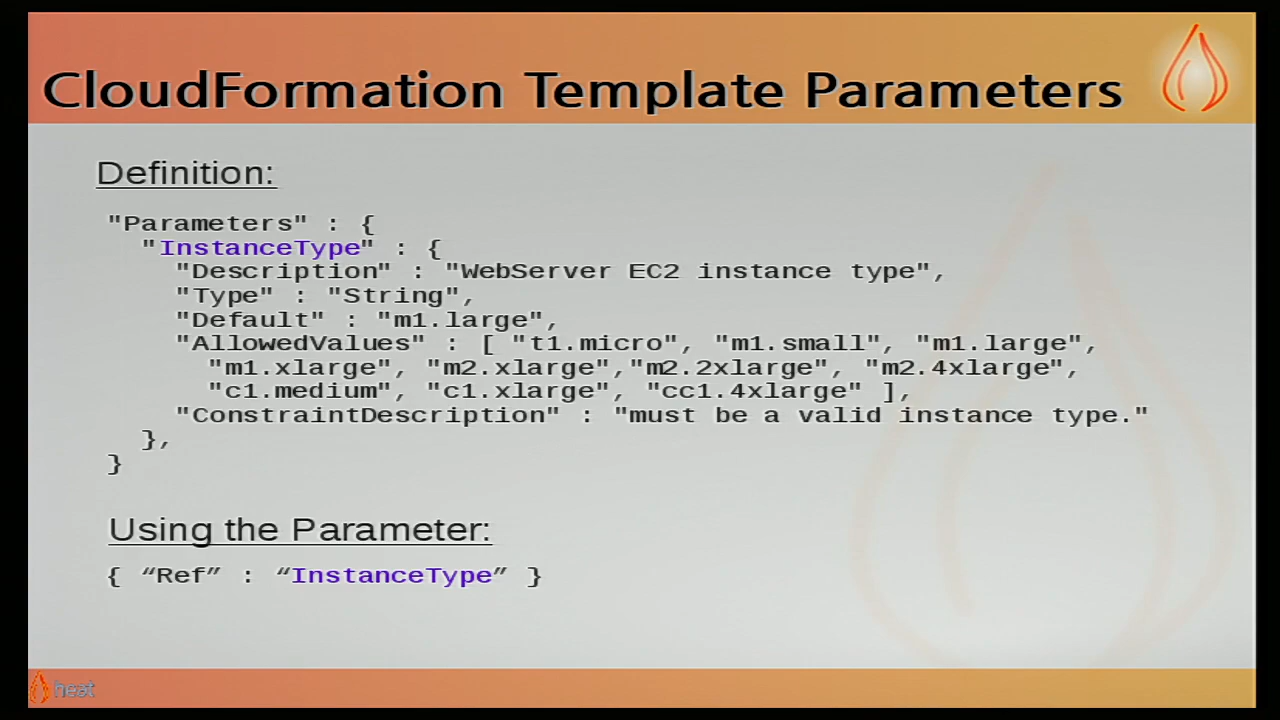 CloudFormation Template Parameters
Definition:
"Parameters" : {
"InstanceType" : {
"Description" : "WebServer EC2 instance type",
"Type" : "String",
"Default" : "m1.large",
"AllowedValues" : [ "t1.micro", "m1.small", "m1.large",
"m1.xlarge", "m2.xlarge","m2.2xlarge", "m2.4xlarge",
"c1.medium", "c1.xlarge", "cc1.4xlarge" ],
"ConstraintDescription" : "must be a valid instance type."
},
}
Using the Parameter:
{ “Ref” : “InstanceType” }
heat